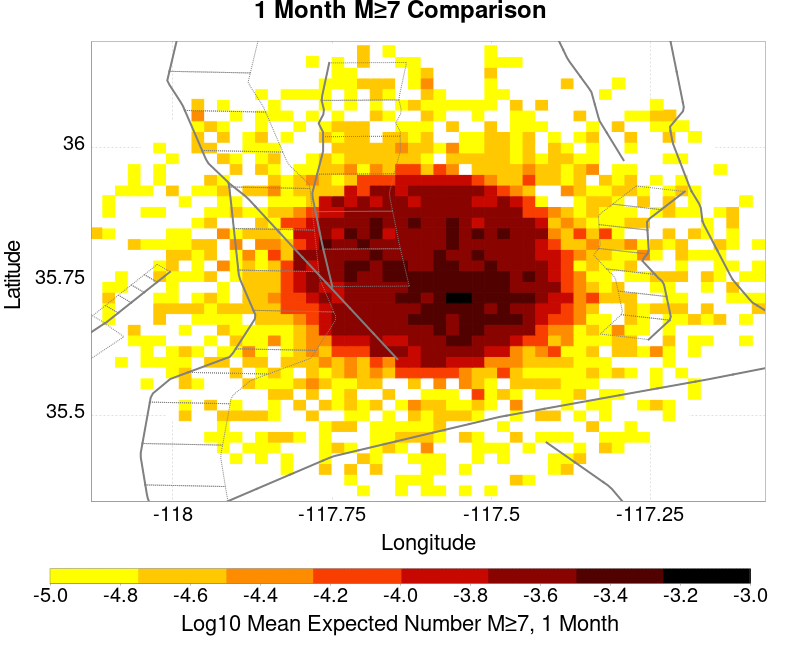 1 Month M≥7 Comparison
36
35.75
35.5
Latitude
-118 -117.75 -117.5 -117.25
Longitude
-5.0 -4.8 -4.6 -4.4 -4.2 -4.0 -3.8 -3.6 -3.4 -3.2 -3.0
Log10 Mean Expected Number M≥7, 1 Month